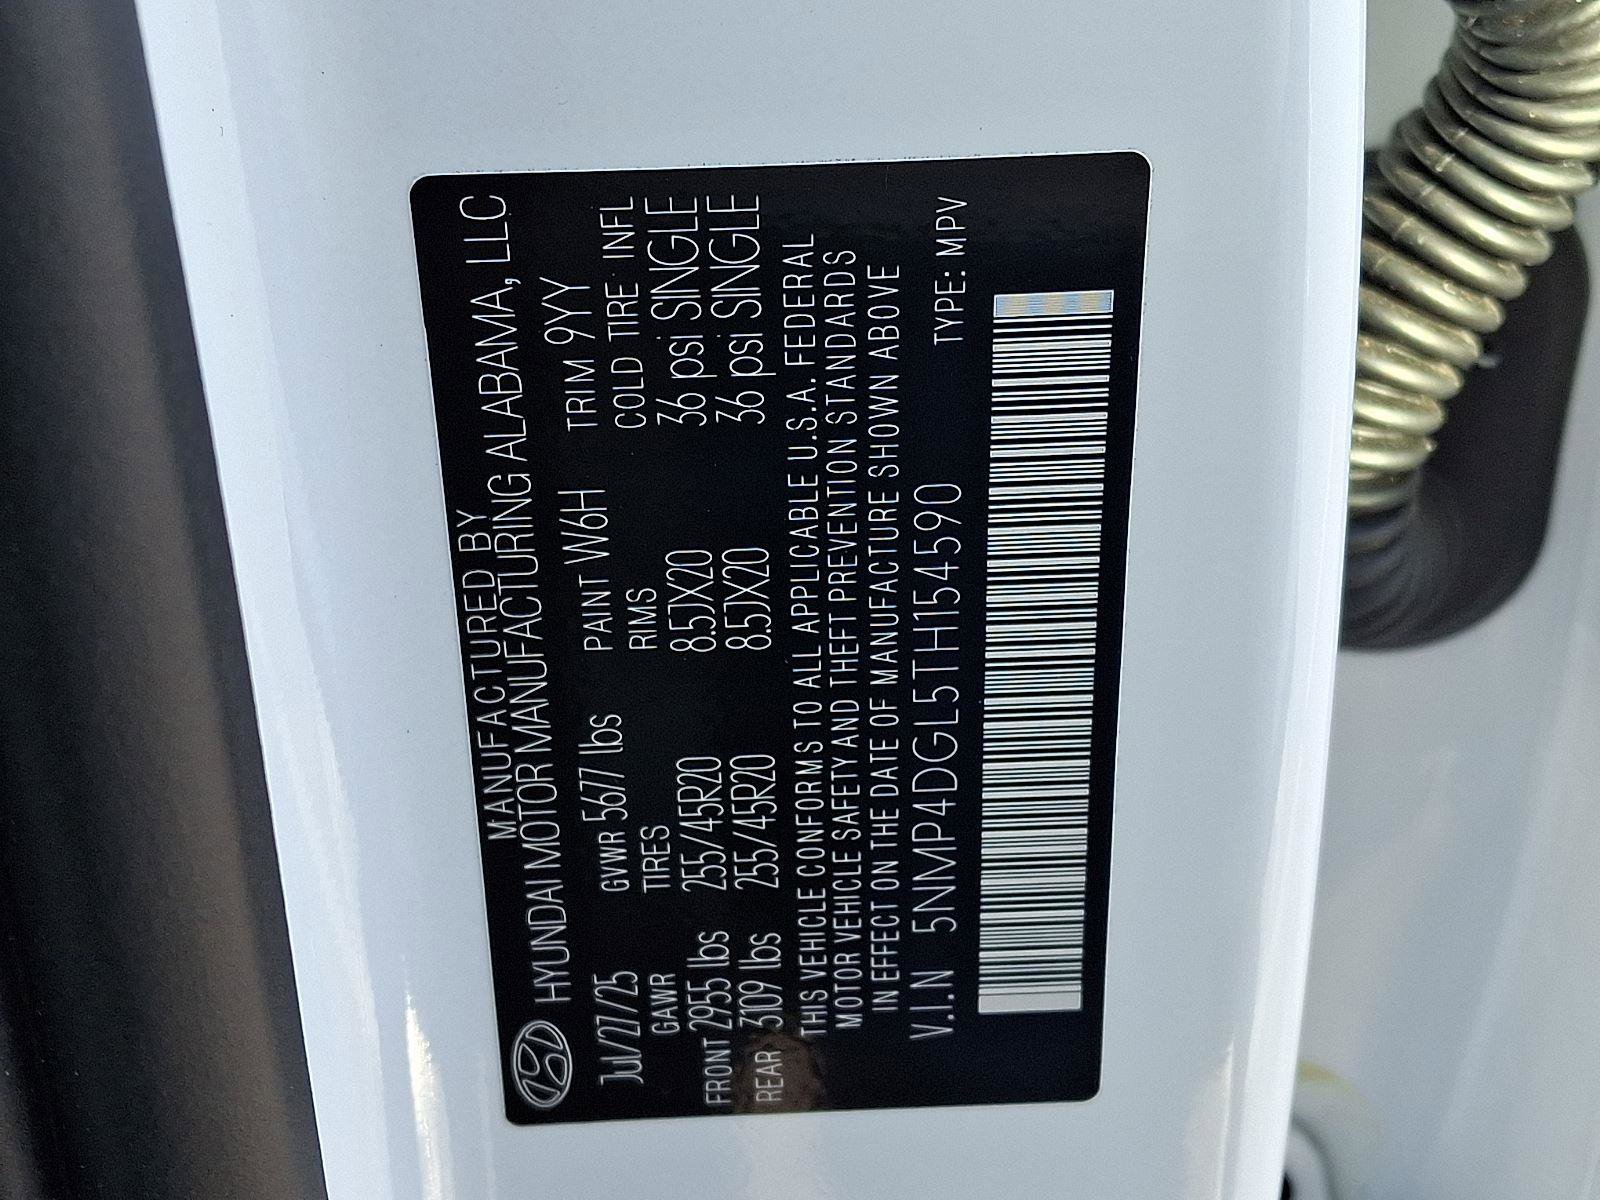 MANUFACTURED BY
HYUNDAI MOTOR MANUFACTURING ALABAMA, LLC
Jul/27/25 GVWR 5677 lbs PAINT W6H TRIM 9YY
GAWR TIRES RIMS COLD TIRE INFL
FRONT 2955 lbs 255/45R20 8.5JX20 36 psi SINGLE
REAR 3109 lbs 255/45R20 8.5JX20 36 psi SINGLE
THIS VEHICLE CONFORMS TO ALL APPLICABLE U.S.A. FEDERAL
MOTOR VEHICLE SAFETY AND THEFT PREVENTION STANDARDS
IN EFFECT ON THE DATE OF MANUFACTURE SHOWN ABOVE
V.I.N 5NMP4DGL5TH154590 TYPE: MPV